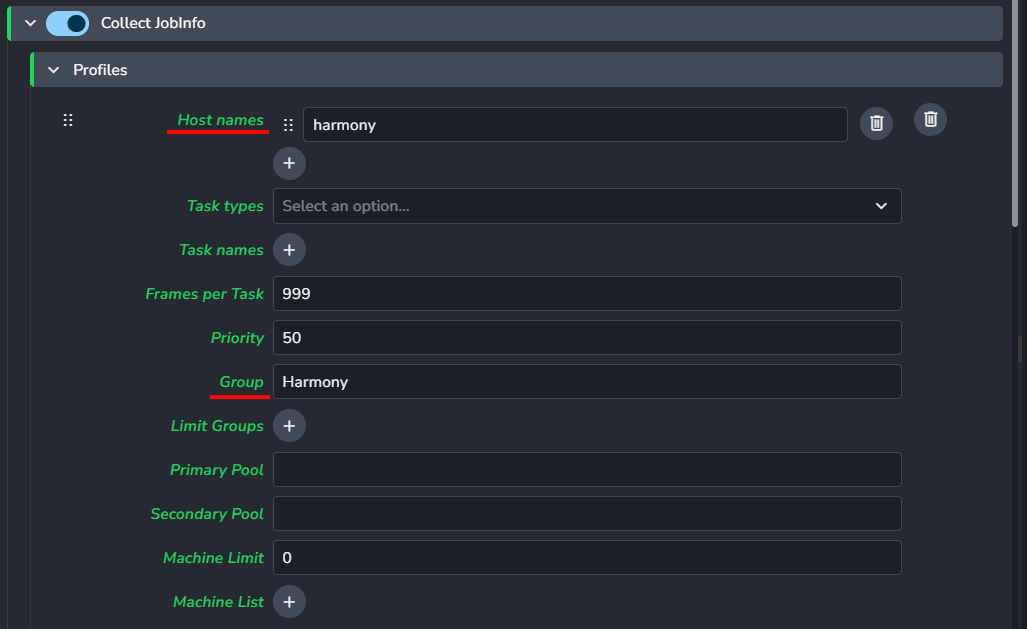 Collect JobInfo
Profiles
Host names harmony
Task types Select an option...
Task names
Frames per Task 999
Priority 50
Group Harmony
Limit Groups
Primary Pool
Secondary Pool
Machine Limit 0
Machine List